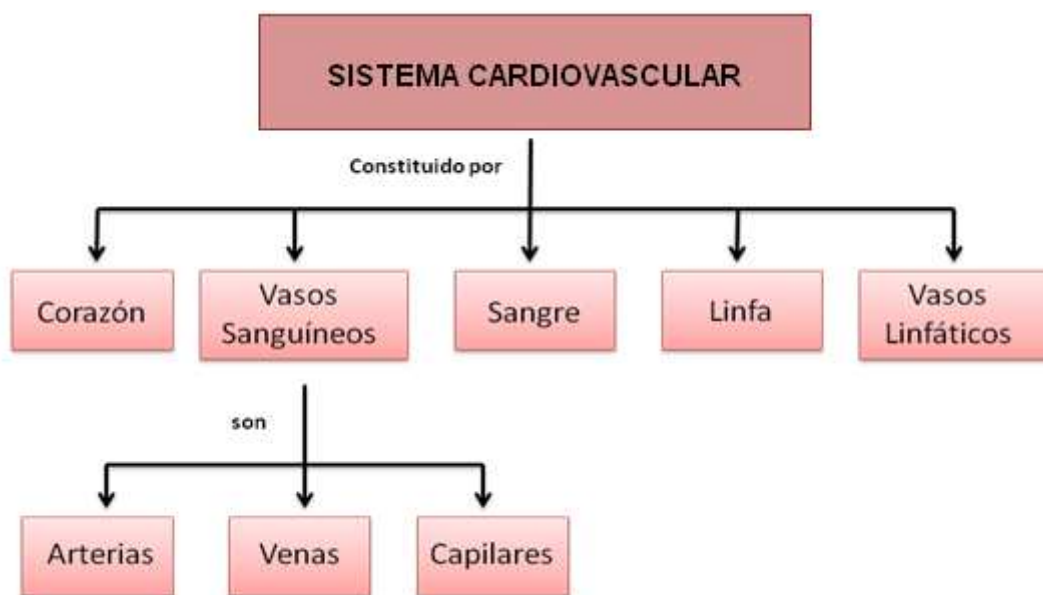 SISTEMA CARDIOVASCULAR
Constituido por
Corazón
Vasos
Sanguíneos
Sangre
Linfa
Vasos
Linfáticos
son
Arterias
Venas
Capilares